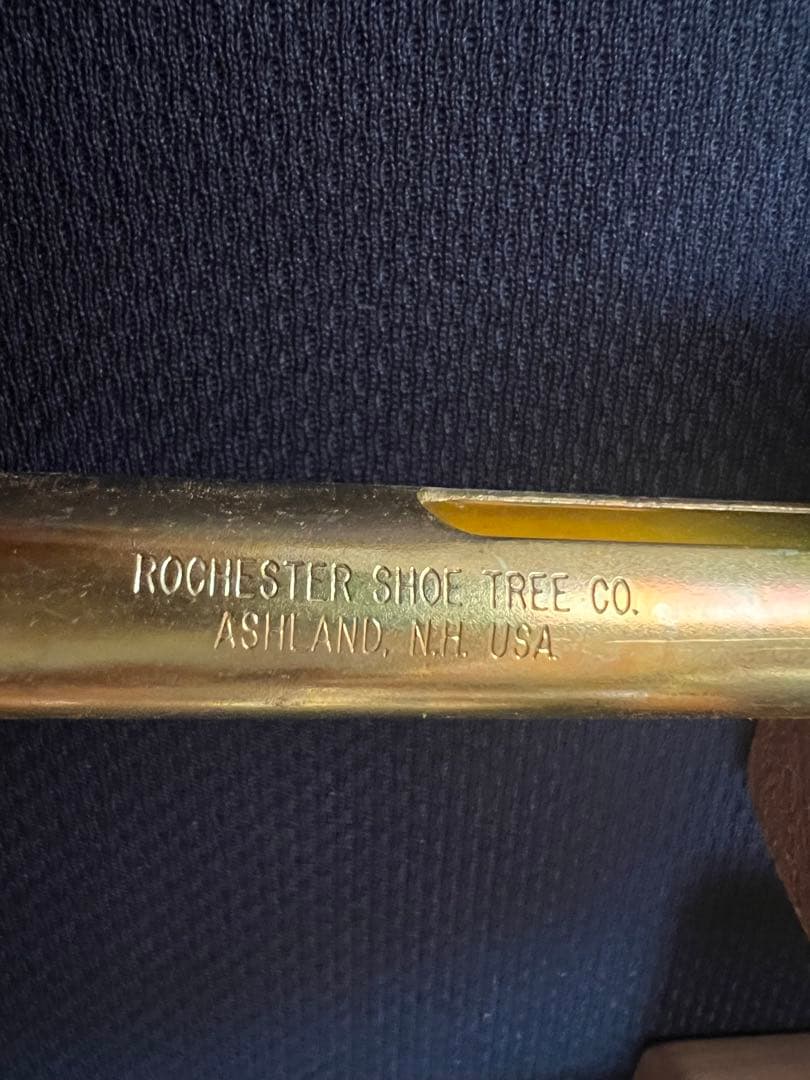 ROCHESTER SHOE TREE CO.
ASHLAND, N.H. USA